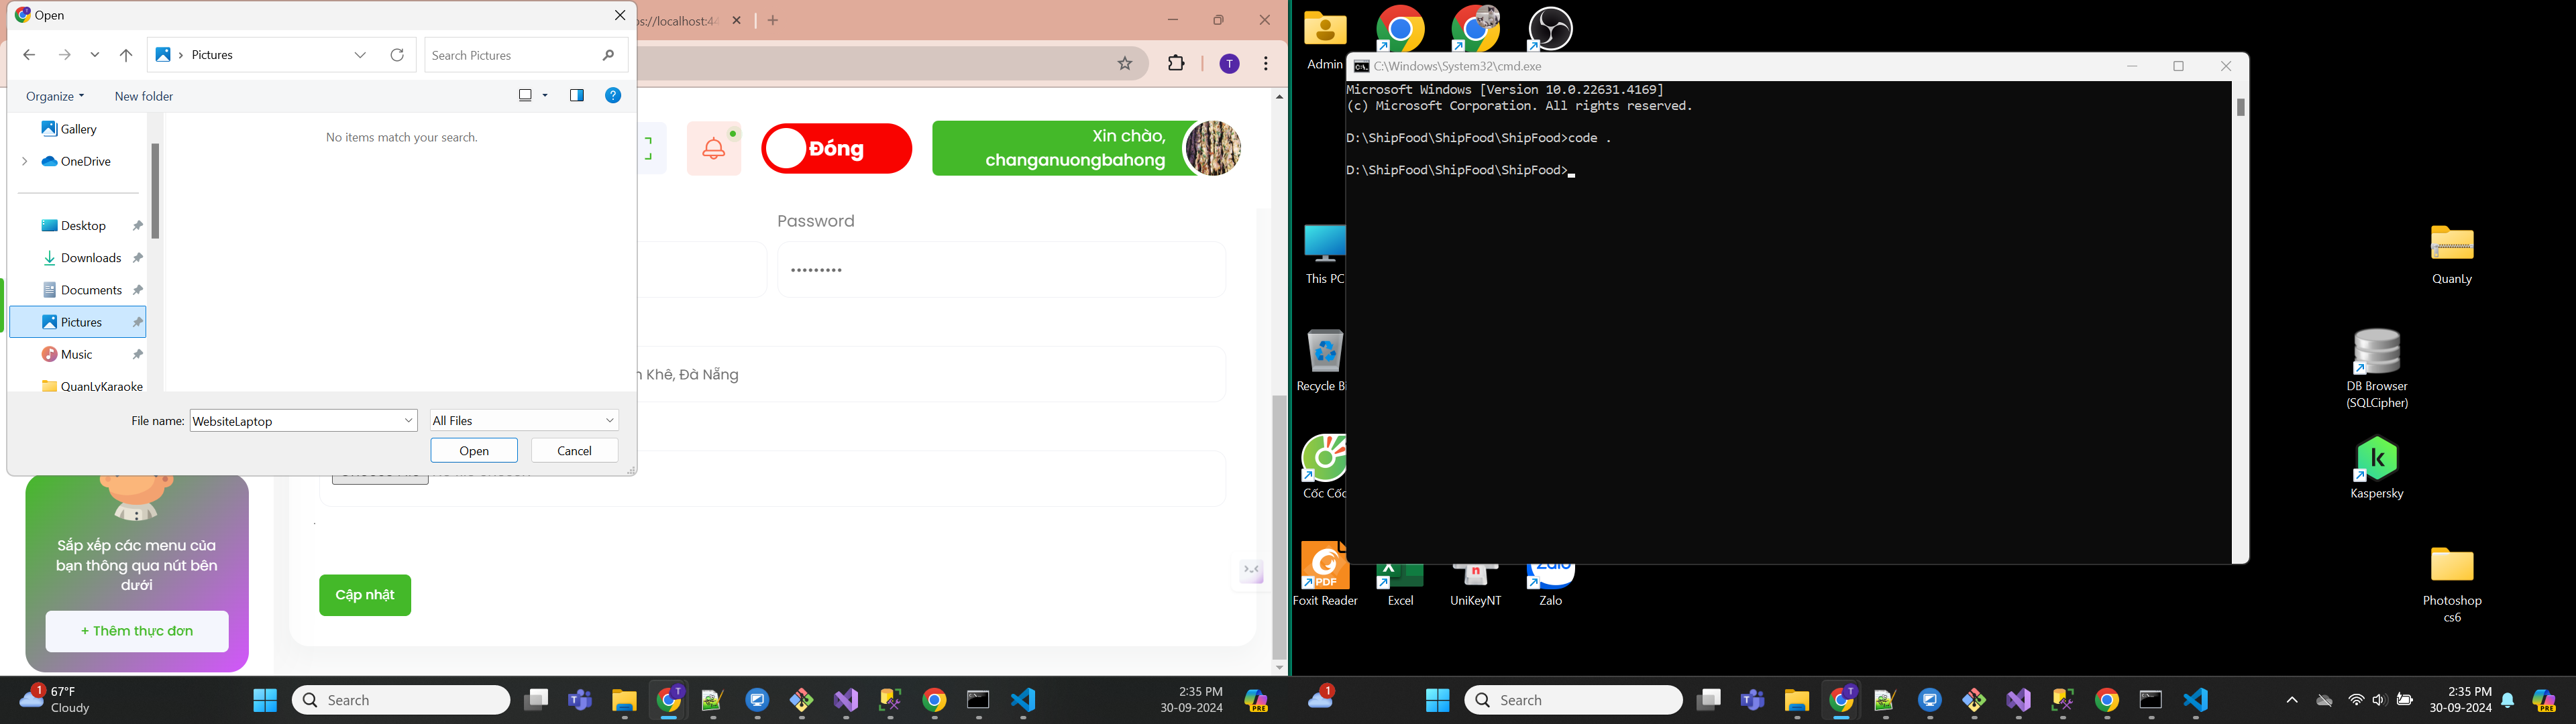 Open
Pictures
Search Pictures
Organize
New folder
Gallery
OneDrive
Desktop
Downloads
Documents
Pictures
Music
QuanLyKaraoke
No items match your search.
File name:
WebsiteLaptop
All Files
Open
Cancel
T
Đóng
Xin chào,
changanuongbahong
Password
•••••••••
Khê, Đà Nẵng
Sắp xếp các menu của
bạn thông qua nút bên
dưới
+ Thêm thực đơn
Cập nhật
1
67°F
Cloudy
Search
T
2:35 PM
30-09-2024
PRE
Admin
C:\Windows\System32\cmd.exe
Microsoft Windows [Version 10.0.22631.4169]
(c) Microsoft Corporation. All rights reserved.
D:\ShipFood\ShipFood\ShipFood>code .
D:\ShipFood\ShipFood\ShipFood>
This PC
Recycle B
Cốc Cốc
PDF
Foxit Reader
Excel
UniKeyNT
Zalo
QuanLy
DB Browser
(SQLCipher)
Kaspersky
Photoshop
cs6
1
Search
T
2:35 PM
30-09-2024
PRE